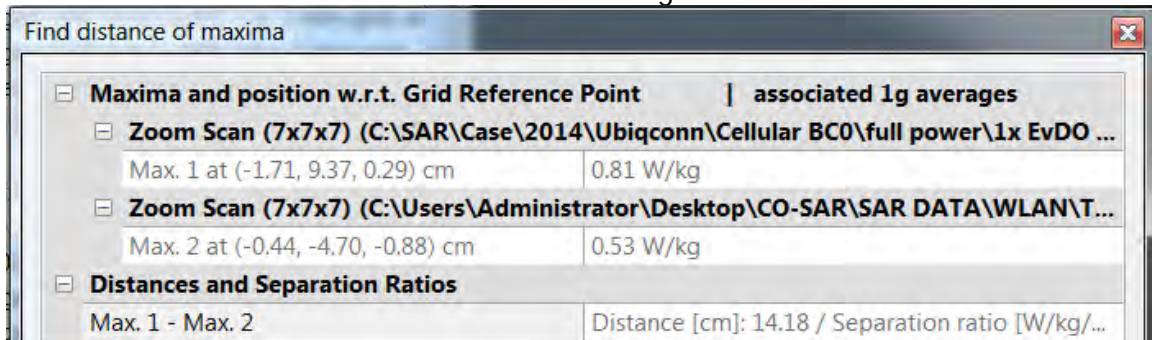 Find distance of maxima
Maxima and position w.r.t. Grid Reference Point | associated 1g averages
Zoom Scan (7x7x7) (C:\SAR\Case\2014\Ubiqconn\Cellular BC0\full power\1x EvDO ...
Max. 1 at (-1.71, 9.37, 0.29) cm 0.81 W/kg
Zoom Scan (7x7x7) (C:\Users\Administrator\Desktop\CO-SAR\SAR DATA\WLAN\T...
Max. 2 at (-0.44, -4.70, -0.88) cm 0.53 W/kg
Distances and Separation Ratios
Max. 1 - Max. 2 Distance [cm]: 14.18 / Separation ratio [W/kg/...